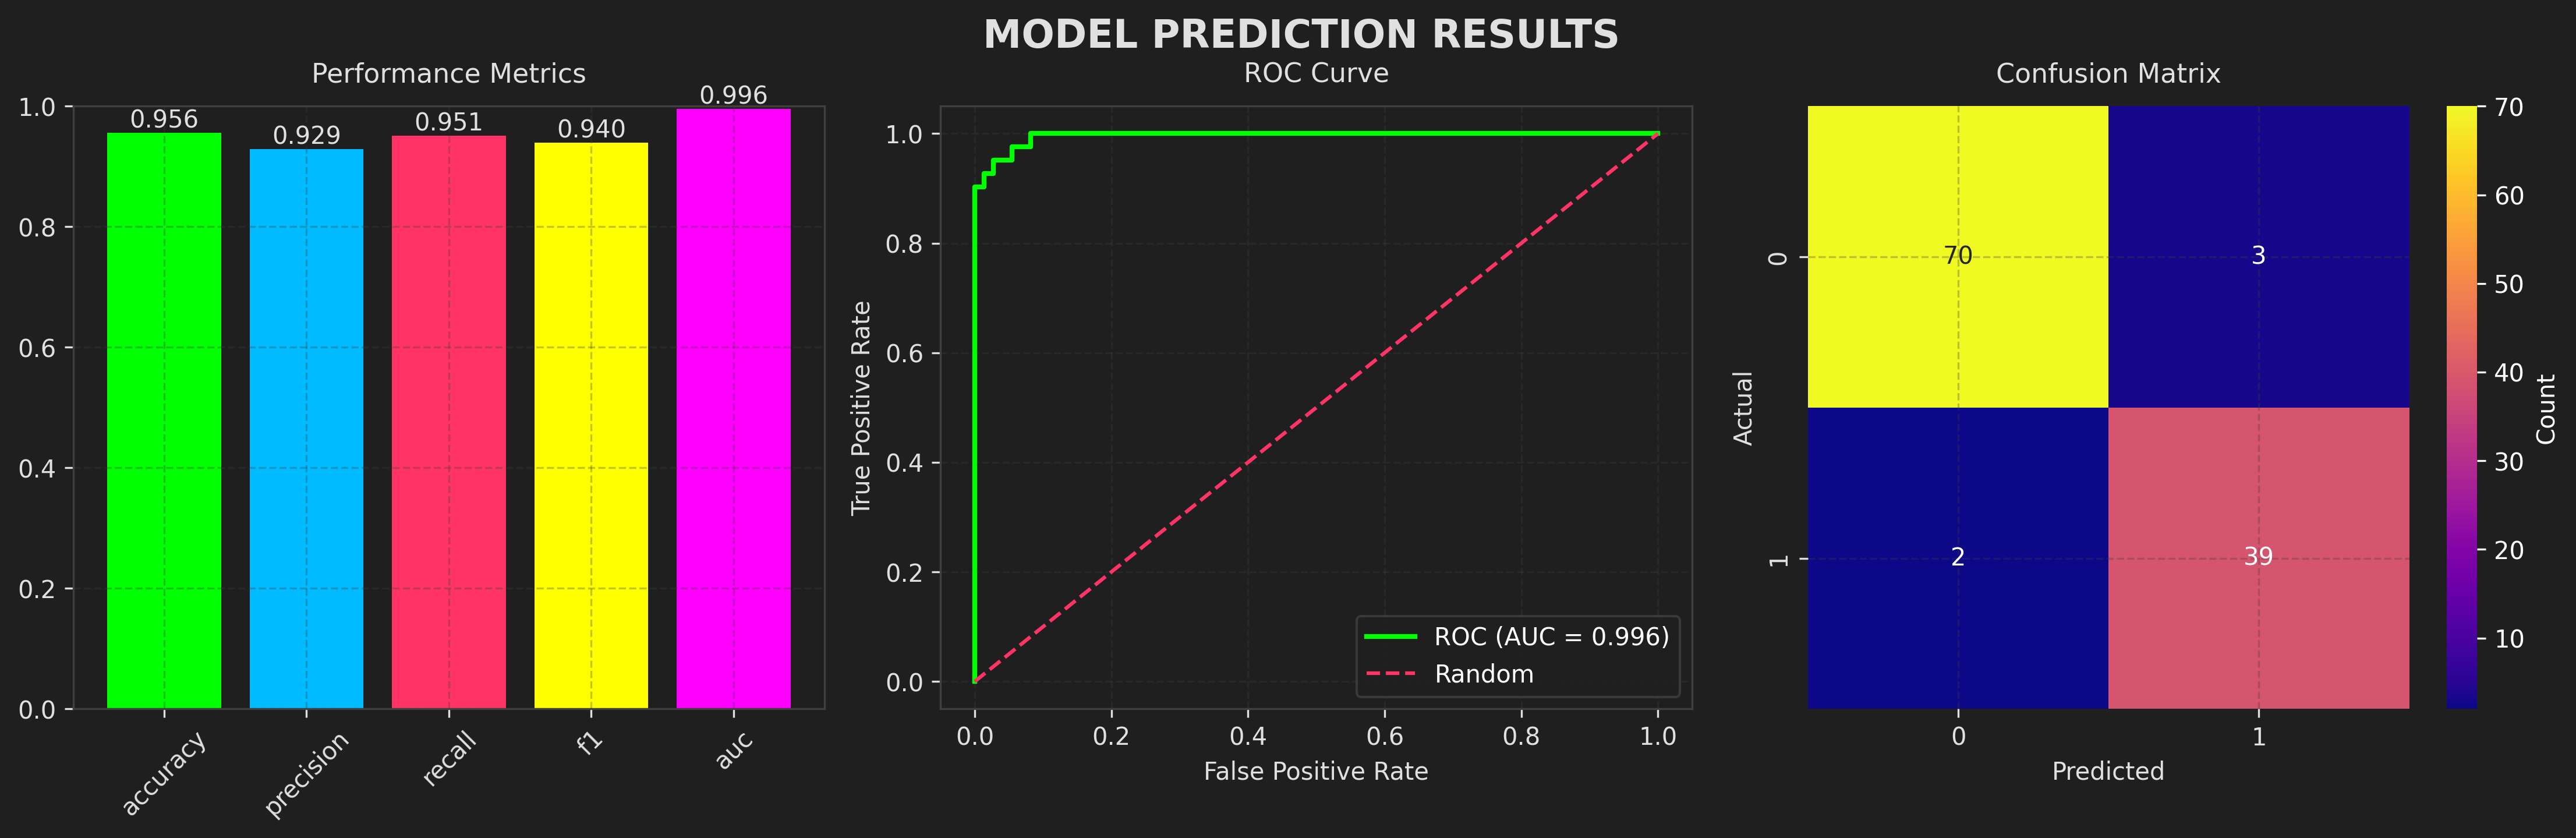 MODEL PREDICTION RESULTS
Performance Metrics
1.0
0.8
0.6
0.4
0.2
0.0
0.956
0.929
0.951
0.940
0.996
accuracy
precision
recall
f1
auc
ROC Curve
True Positive Rate
1.0
0.8
0.6
0.4
0.2
0.0
ROC (AUC = 0.996)
Random
0.0 0.2 0.4 0.6 0.8 1.0
False Positive Rate
Confusion Matrix
Actual
0
1
70 3
2 39
0 1
Predicted
70
60
50
40
30
20
10
Count